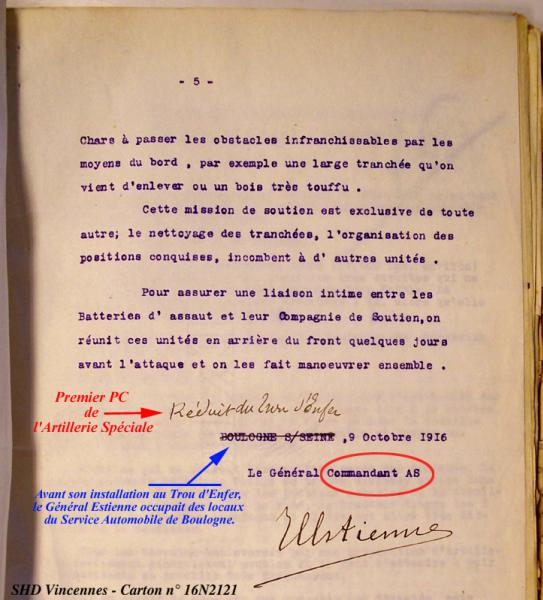 - 5 -
Chars à passer les obstacles infranchissables par les
moyens du bord , par exemple une large tranchée qu'on
vient d'enlever ou un bois très touffu .
Cette mission de soutien est exclusive de toute
autre; le nettoyage des tranchées, l'organisation des
positions conquises, incombent à d' autres unités .
Pour assurer une liaison intime entre les
Batteries d' assaut et leur Compagnie de Soutien,on
réunit ces unités en arrière du front quelques jours
avant l'attaque et on les fait manoeuvrer ensemble .
Premier PC
de
l'Artillerie Spéciale
Réduit du Trou d'Enfer
BOULOGNE S/SEINE ,9 Octobre 1916
Le Général Commandant AS
Avant son installation au Trou d'Enfer,
le Général Estienne occupait des locaux
du Service Automobile de Boulogne.
Estienne
SHD Vincennes - Carton n° 16N2121